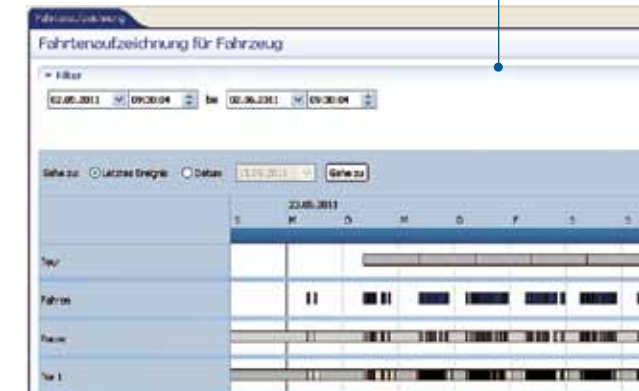 Fahrtenaufzeichnung
Fahrtenaufzeichnung für Fahrzeug
Filter
02.05.2011 09:30:04 bis 02.06.2011 09:30:04
Gehe zu: Letztes Ereignis Datum Gehe zu
23.05.2011
S M D M D F S S
Tour
Fahren
Pause